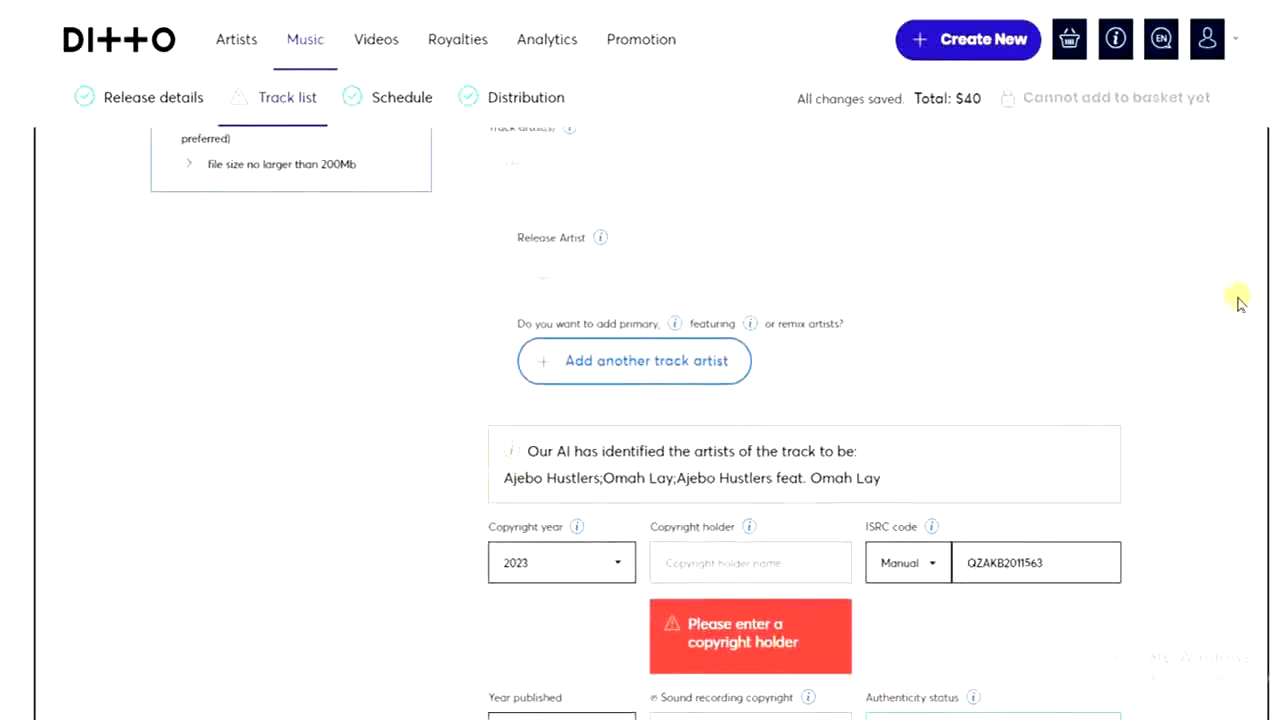 DITTO
Artists
Music
Videos
Royalties
Analytics
Promotion
+ Create New
EN
Release details
Track list
Schedule
Distribution
All changes saved. Total: $40
Cannot add to basket yet
preferred)
file size no larger than 200Mb
Track artist(s)
Release Artist
Do you want to add primary, featuring or remix artists?
+ Add another track artist
Our AI has identified the artists of the track to be:
Ajebo Hustlers;Omah Lay;Ajebo Hustlers feat. Omah Lay
Copyright year
Copyright holder
ISRC code
2023
Copyright holder name
Manual
QZAKB2011563
Please enter a
copyright holder
Year published
℗ Sound recording copyright
Authenticity status